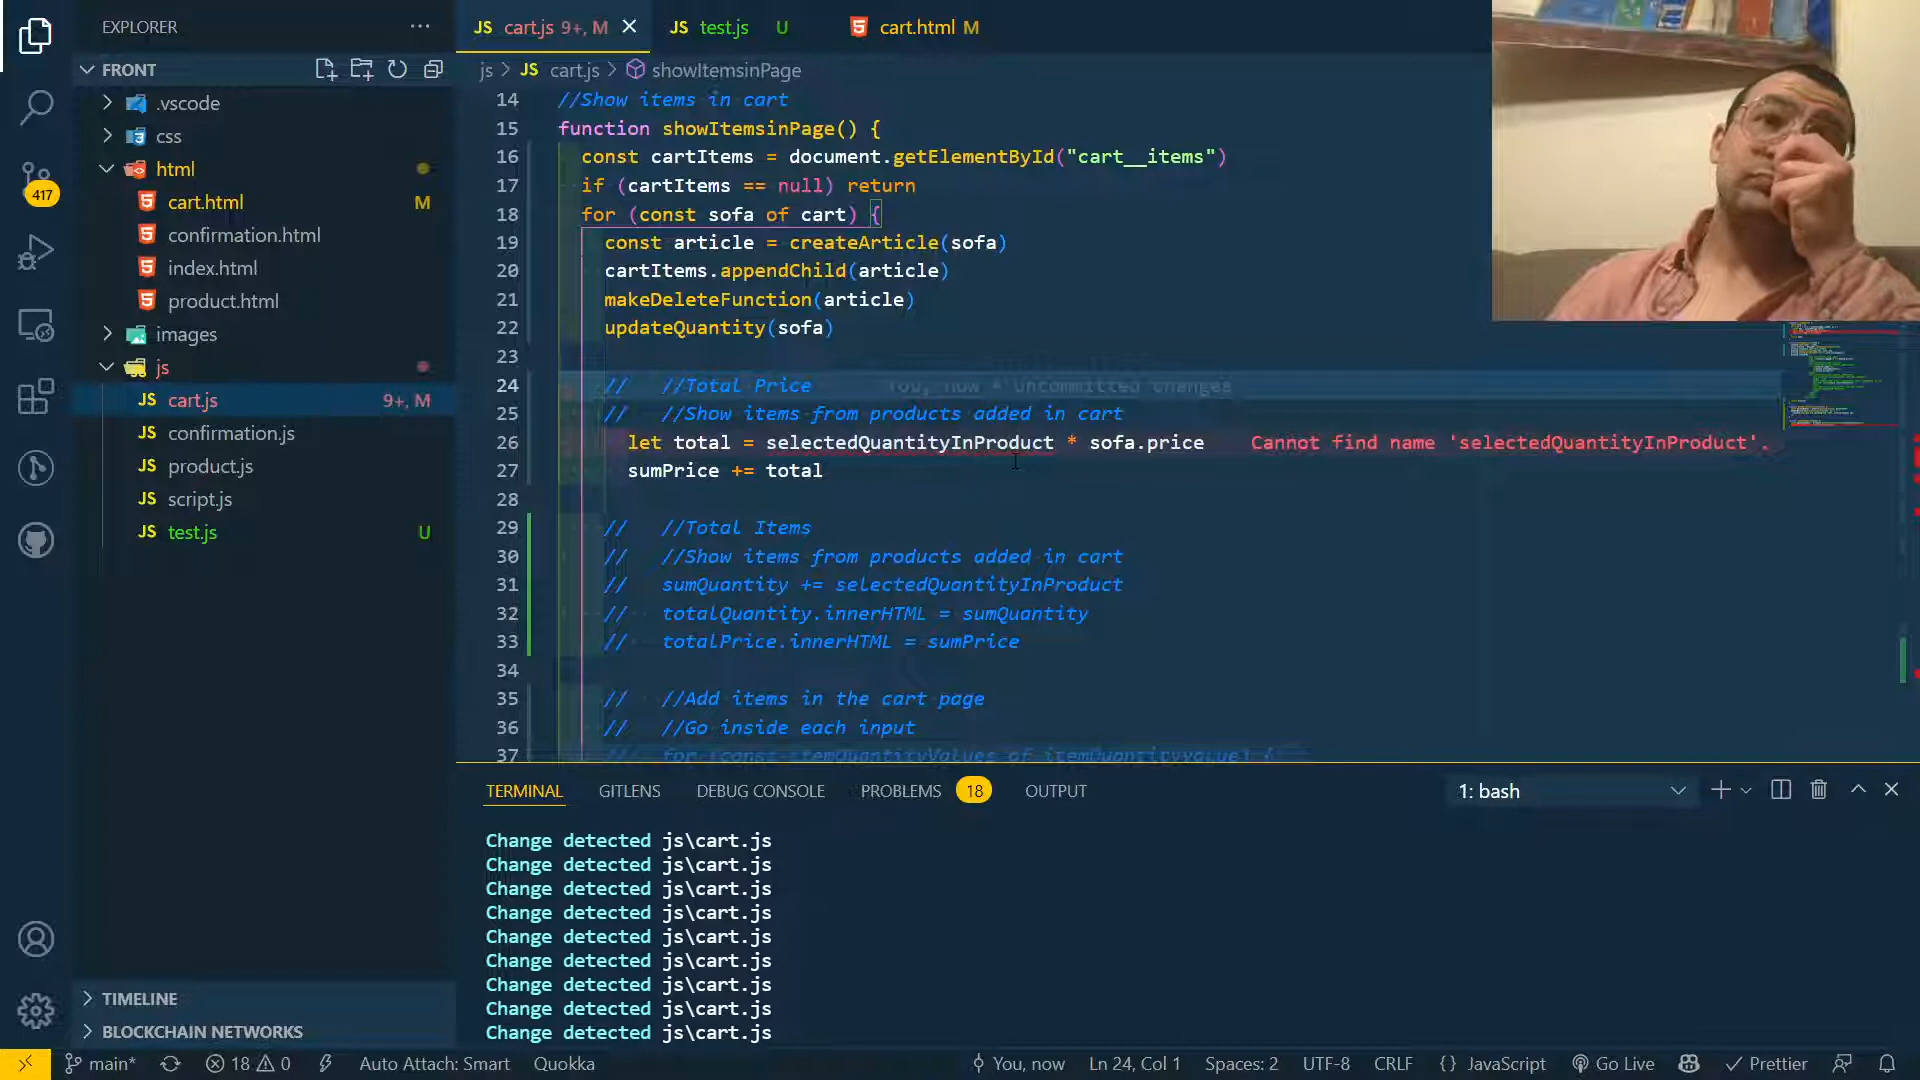 EXPLORER
JS cart.js 9+, M
JS test.js U
cart.html M
FRONT
js > JS cart.js > showItemsinPage
.vscode
css
html
cart.html M
confirmation.html
index.html
product.html
images
js
JS cart.js 9+, M
JS confirmation.js
JS product.js
JS script.js
JS test.js U
417
14 //Show items in cart
15 function showItemsinPage() {
16 const cartItems = document.getElementById("cart__items")
17 if (cartItems == null) return
18 for (const sofa of cart) {
19 const article = createArticle(sofa)
20 cartItems.appendChild(article)
21 makeDeleteFunction(article)
22 updateQuantity(sofa)
23
24 // //Total Price You, now • Uncommitted changes
25 // //Show items from products added in cart
26 let total = selectedQuantityInProduct * sofa.price Cannot find name 'selectedQuantityInProduct'.
27 sumPrice += total
28
29 // //Total Items
30 // //Show items from products added in cart
31 // sumQuantity += selectedQuantityInProduct
32 // totalQuantity.innerHTML = sumQuantity
33 // totalPrice.innerHTML = sumPrice
34
35 // //Add items in the cart page
36 // //Go inside each input
37 // for (const itemQuantityValues of
TERMINAL GITLENS DEBUG CONSOLE PROBLEMS 18 OUTPUT 1: bash
Change detected js\cart.js
Change detected js\cart.js
Change detected js\cart.js
Change detected js\cart.js
Change detected js\cart.js
Change detected js\cart.js
Change detected js\cart.js
Change detected js\cart.js
Change detected js\cart.js
TIMELINE
BLOCKCHAIN NETWORKS
main* 18 0 Auto Attach: Smart Quokka You, now Ln 24, Col 1 Spaces: 2 UTF-8 CRLF {} JavaScript Go Live Prettier